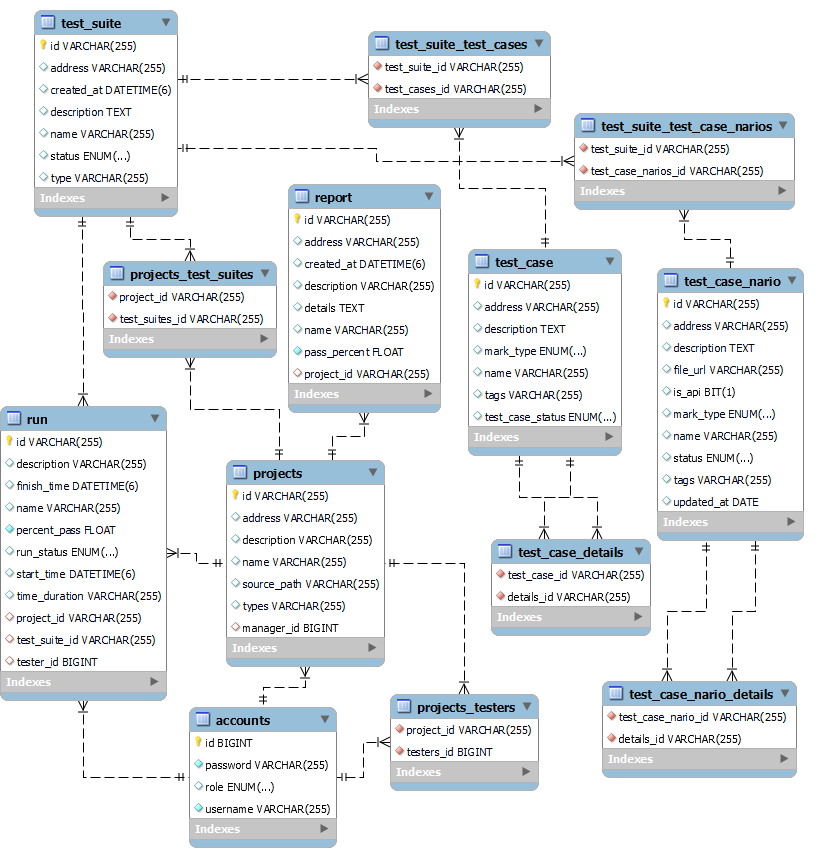 test_suite
id VARCHAR(255)
address VARCHAR(255)
created_at DATETIME(6)
description TEXT
name VARCHAR(255)
status ENUM(...)
type VARCHAR(255)
Indexes
test_suite_test_cases
test_suite_id VARCHAR(255)
test_cases_id VARCHAR(255)
Indexes
test_suite_test_case_narios
test_suite_id VARCHAR(255)
test_case_narios_id VARCHAR(255)
Indexes
report
id VARCHAR(255)
address VARCHAR(255)
created_at DATETIME(6)
description VARCHAR(255)
details TEXT
name VARCHAR(255)
pass_percent FLOAT
project_id VARCHAR(255)
Indexes
projects_test_suites
project_id VARCHAR(255)
test_suites_id VARCHAR(255)
Indexes
test_case
id VARCHAR(255)
address VARCHAR(255)
description TEXT
mark_type ENUM(...)
name VARCHAR(255)
tags VARCHAR(255)
test_case_status ENUM(...)
Indexes
test_case_nario
id VARCHAR(255)
address VARCHAR(255)
description TEXT
file_url VARCHAR(255)
is_api BIT(1)
mark_type ENUM(...)
name VARCHAR(255)
status ENUM(...)
tags VARCHAR(255)
updated_at DATE
Indexes
run
id VARCHAR(255)
description VARCHAR(255)
finish_time DATETIME(6)
name VARCHAR(255)
percent_pass FLOAT
run_status ENUM(...)
start_time DATETIME(6)
time_duration VARCHAR(255)
project_id VARCHAR(255)
test_suite_id VARCHAR(255)
tester_id BIGINT
Indexes
projects
id VARCHAR(255)
address VARCHAR(255)
description VARCHAR(255)
name VARCHAR(255)
source_path VARCHAR(255)
types VARCHAR(255)
manager_id BIGINT
Indexes
test_case_details
test_case_id VARCHAR(255)
details_id VARCHAR(255)
Indexes
accounts
id BIGINT
password VARCHAR(255)
role ENUM(...)
username VARCHAR(255)
Indexes
projects_testers
project_id VARCHAR(255)
testers_id BIGINT
Indexes
test_case_nario_details
test_case_nario_id VARCHAR(255)
details_id VARCHAR(255)
Indexes